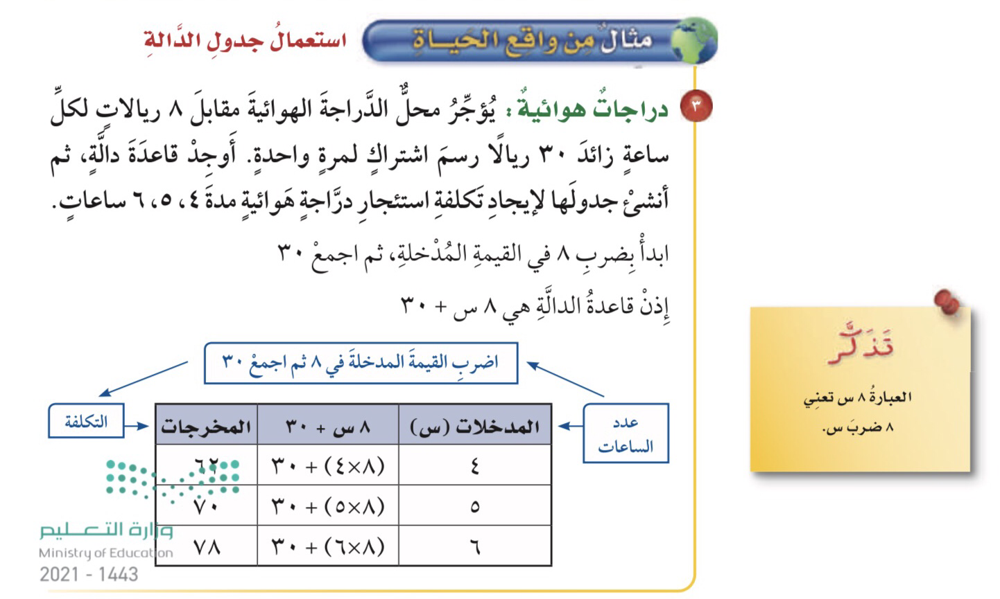 مثالٌ مِن واقِعِ الحَياةِ
استعمالُ جدولِ الدَّالةِ
٣ دراجاتٌ هوائيةٌ : يُؤجِّرُ محلٌّ الدَّراجةَ الهوائيةَ مقابلَ ٨ ريالاتٍ لكلِّ
ساعةٍ زائدَ ٣٠ ريالًا رسمَ اشتراكٍ لمرةٍ واحدةٍ. أَوجِدْ قاعدَةَ دالَّةٍ، ثم
أنشئْ جدولَها لإيجادِ تَكلفةِ استئجارِ درَّاجةٍ هَوائيةٍ مدةَ ٤، ٥، ٦ ساعاتٍ.
ابدأْ بِضربِ ٨ في القيمةِ المُدْخلةِ، ثم اجمعْ ٣٠
إِذنْ قاعدةُ الدالَّةِ هي ٨ س + ٣٠
تَذَكَّر
العبارةُ ٨ س تعنِي
٨ ضربَ س.
اضربِ القيمةَ المدخلةَ في ٨ ثم اجمعْ ٣٠
عدد
الساعات
المدخلات (س) ٨ س + ٣٠ المخرجات
التكلفة
٤ (٨×٤) + ٣٠ ٦٢
٥ (٨×٥) + ٣٠ ٧٠
٦ (٨×٦) + ٣٠ ٧٨
وزارة التعليم
Ministry of Education
2021 - 1443